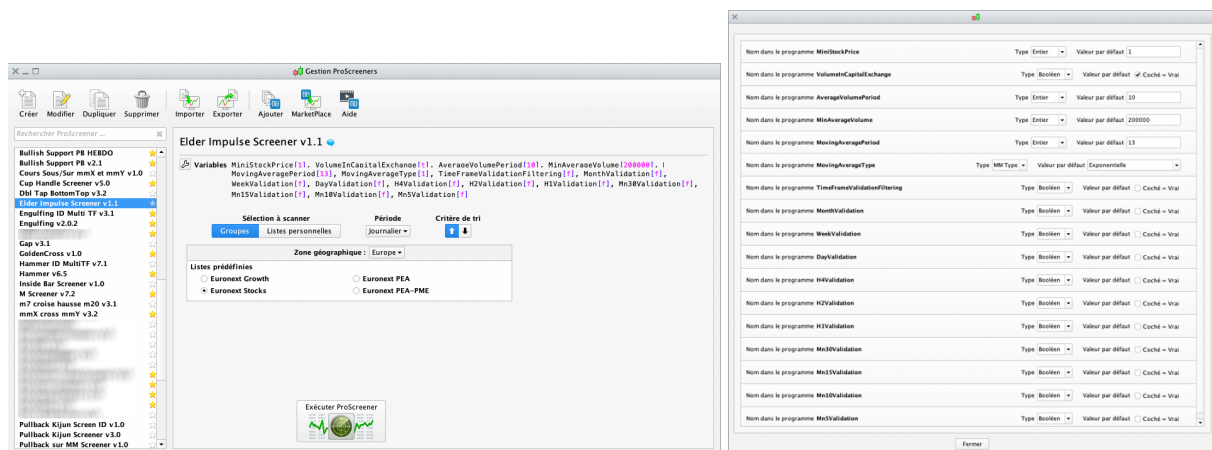 Gestion ProScreeners
Créer Modifier Dupliquer Supprimer Importer Exporter Ajouter MarketPlace Aide
Rechercher ProScreener ...
Bullish Support PB HEBDO
Bullish Support PB v2.1
Cours Sous/Sur mmX et mmY v1.0
Cup Handle Screener v5.0
Dbl Tap BottomTop v3.2
Elder Impulse Screener v1.1
Engulfing ID Multi TF v3.1
Engulfing v2.0.2
Gap v3.1
GoldenCross v1.0
Hammer ID MultiTF v7.1
Hammer v6.5
Inside Bar Screener v1.0
M Screener v7.2
m7 croise hausse m20 v3.1
mmX cross mmY v3.2
Pullback Kijun Screen ID v1.0
Pullback Kijun Screener v3.0
Pullback sur MM Screener v1.0
Elder Impulse Screener v1.1
Variables MiniStockPrice[1], VolumeInCapitalExchange[t], AverageVolumePeriod[10], MinAverageVolume[200000],
MovingAveragePeriod[13], MovingAverageType[1], TimeFrameValidationFiltering[f], MonthValidation[f],
WeekValidation[f], DayValidation[f], H4Validation[f], H2Validation[f], H1Validation[f], Mn30Validation[f],
Mn15Validation[f], Mn10Validation[f], Mn5Validation[f]
Sélection à scanner Période Critère de tri
Groupes Listes personnelles Journalier
Zone géographique : Europe
Listes prédéfinies
Euronext Growth Euronext PEA
Euronext Stocks Euronext PEA-PME
Exécuter ProScreener
Nom dans le programme MiniStockPrice Type Entier Valeur par défaut 1
Nom dans le programme VolumeInCapitalExchange Type Booléen Valeur par défaut Coché = Vrai
Nom dans le programme AverageVolumePeriod Type Entier Valeur par défaut 10
Nom dans le programme MinAverageVolume Type Entier Valeur par défaut 200000
Nom dans le programme MovingAveragePeriod Type Entier Valeur par défaut 13
Nom dans le programme MovingAverageType Type MM Type Valeur par défaut Exponentielle
Nom dans le programme TimeFrameValidationFiltering Type Booléen Valeur par défaut Coché = Vrai
Nom dans le programme MonthValidation Type Booléen Valeur par défaut Coché = Vrai
Nom dans le programme WeekValidation Type Booléen Valeur par défaut Coché = Vrai
Nom dans le programme DayValidation Type Booléen Valeur par défaut Coché = Vrai
Nom dans le programme H4Validation Type Booléen Valeur par défaut Coché = Vrai
Nom dans le programme H2Validation Type Booléen Valeur par défaut Coché = Vrai
Nom dans le programme H1Validation Type Booléen Valeur par défaut Coché = Vrai
Nom dans le programme Mn30Validation Type Booléen Valeur par défaut Coché = Vrai
Nom dans le programme Mn15Validation Type Booléen Valeur par défaut Coché = Vrai
Nom dans le programme Mn10Validation Type Booléen Valeur par défaut Coché = Vrai
Nom dans le programme Mn5Validation Type Booléen Valeur par défaut Coché = Vrai
Fermer